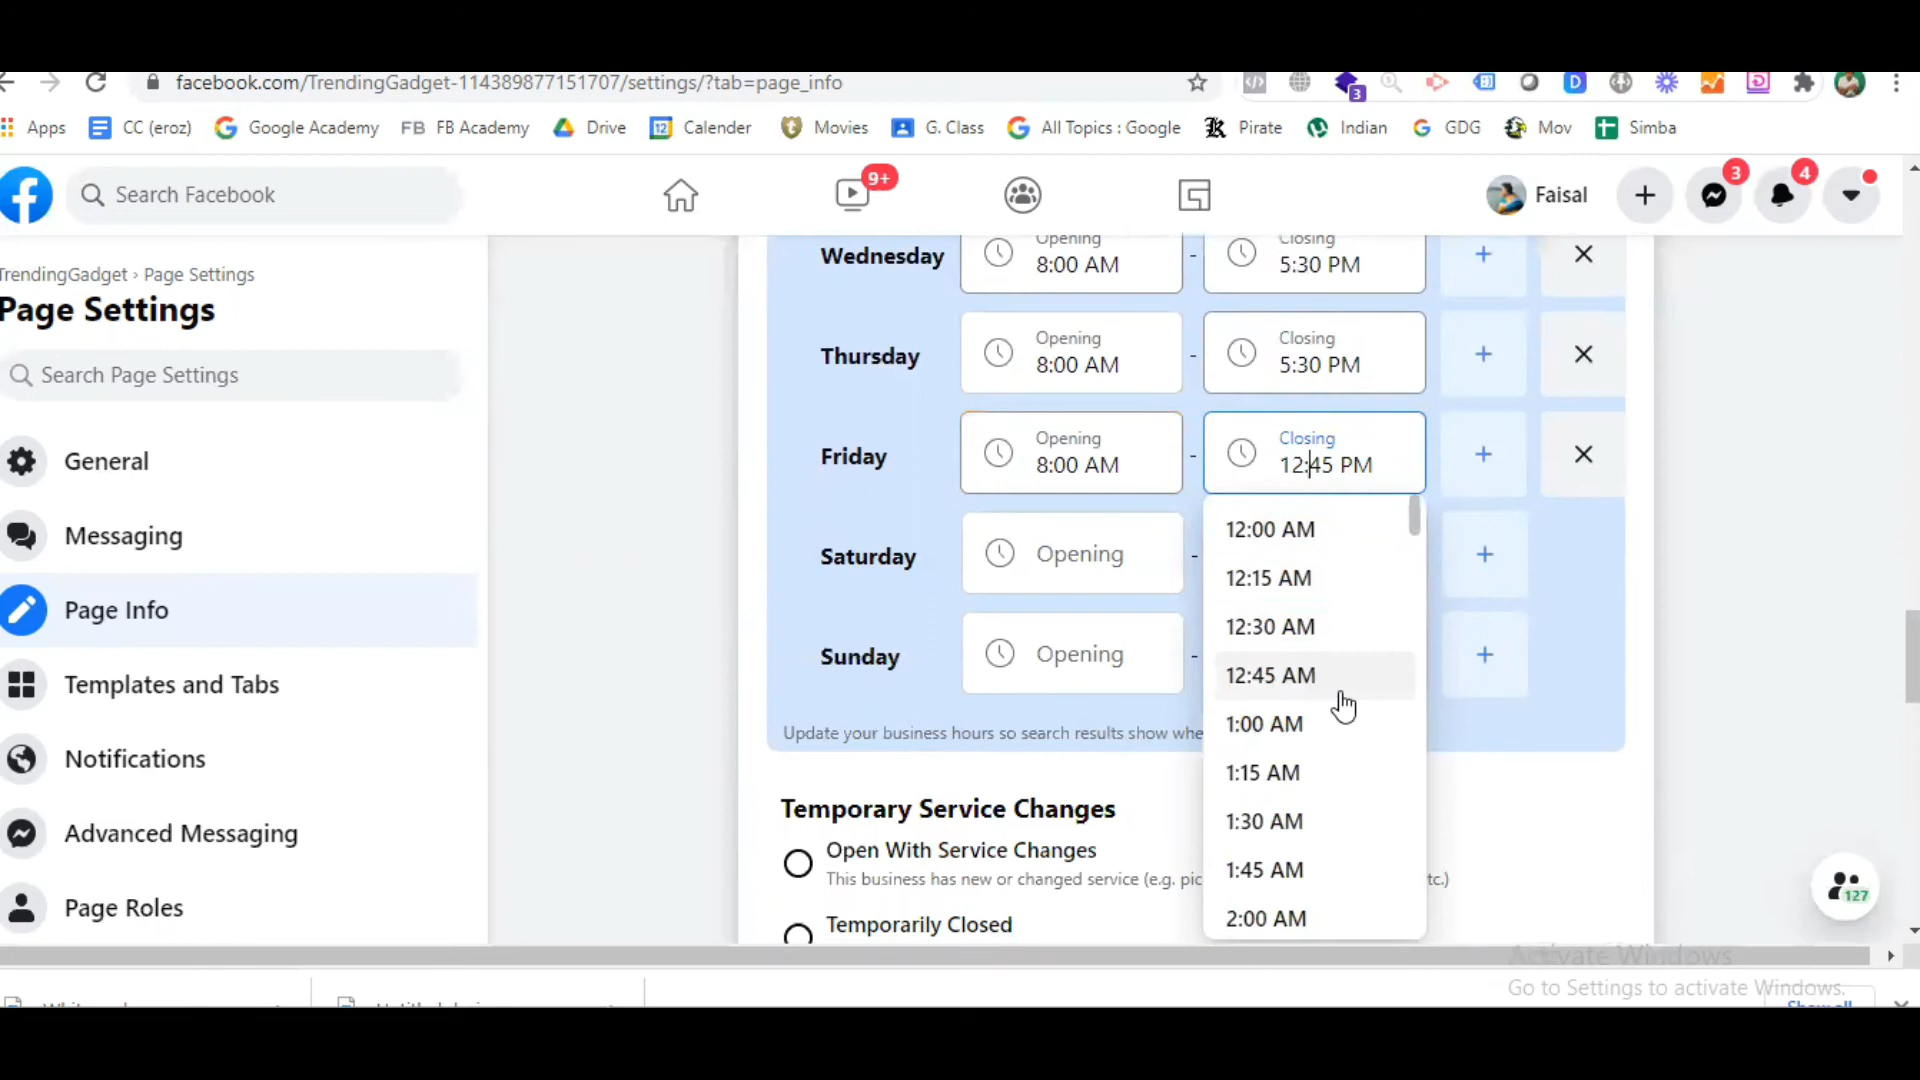 facebook.com/TrendingGadget-114389877151707/settings/?tab=page_info
3
Apps CC (eroz) Google Academy FB FB Academy Drive 12 Calender Movies G. Class All Topics : Google Pirate Indian GDG Mov Simba
Search Facebook
9+
Faisal
3
4
TrendingGadget › Page Settings
Page Settings
Search Page Settings
General
Messaging
Page Info
Templates and Tabs
Notifications
Advanced Messaging
Page Roles
Wednesday Opening 8:00 AM - Closing 5:30 PM
Thursday Opening 8:00 AM - Closing 5:30 PM
Friday Opening 8:00 AM - Closing 12:45 PM
Saturday Opening -
Sunday Opening -
12:00 AM
12:15 AM
12:30 AM
12:45 AM
1:00 AM
1:15 AM
1:30 AM
1:45 AM
2:00 AM
Update your business hours so search results show whe
Temporary Service Changes
Open With Service Changes
This business has new or changed service (e.g. pic tc.)
Temporarily Closed
127
Activate Windows
Go to Settings to activate Windows.
Show all